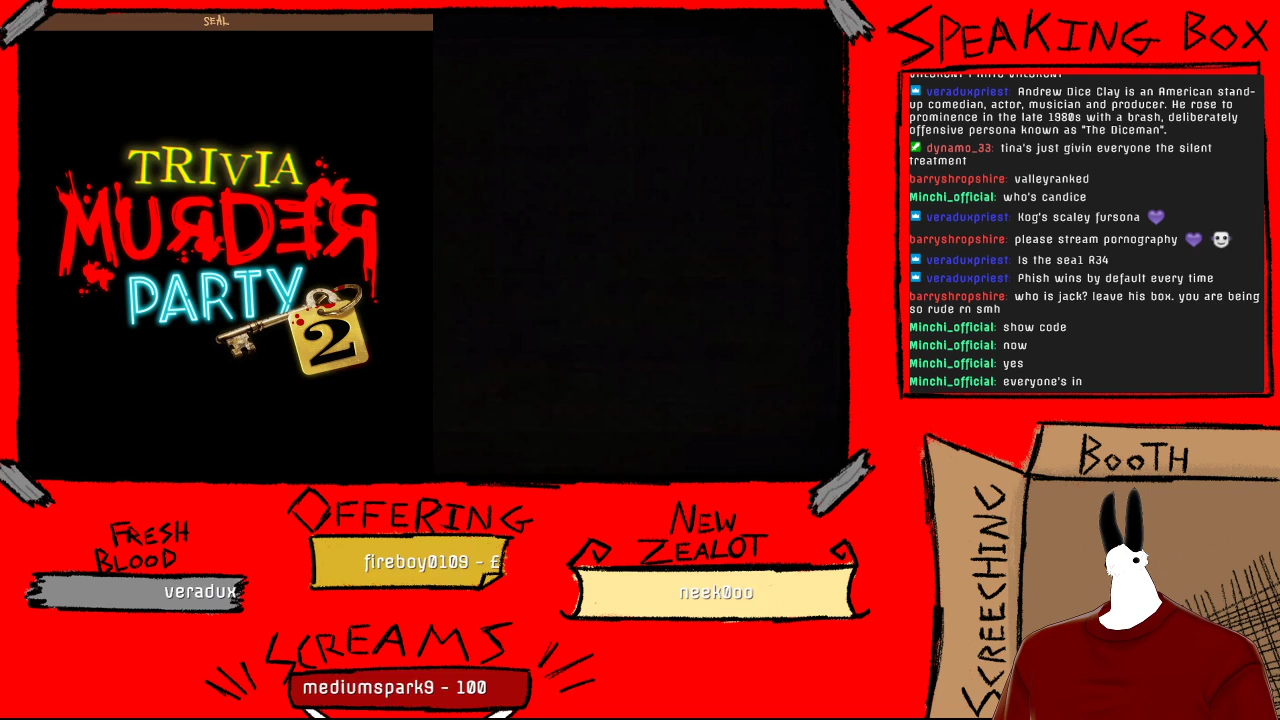 SEAL
TRIVIA
MURDER
PARTY
2
SPEAKING BOX
veraduxpriest: Andrew Dice Clay is an American stand-
up comedian, actor, musician and producer. He rose to
prominence in the late 1980s with a brash, deliberately
offensive persona known as "The Diceman".
dynamo_33: tina's just givin everyone the silent
treatment
barryshropshire: valleyranked
Minchi_official: who's candice
veraduxpriest: Kog's scaley fursona
barryshropshire: please stream pornography
veraduxpriest: Is the seal R34
veraduxpriest: Phish wins by default every time
barryshropshire: who is jack? leave his box. you are being
so rude rn smh
Minchi_official: show code
Minchi_official: now
Minchi_official: yes
Minchi_official: everyone's in
FRESH
BLOOD
veradux
OFFERING
fireboy0109 - £
NEW
ZEALOT
neek0oo
SCREAMS
mediumspark9 - 100
BOOTH
SCREECHING